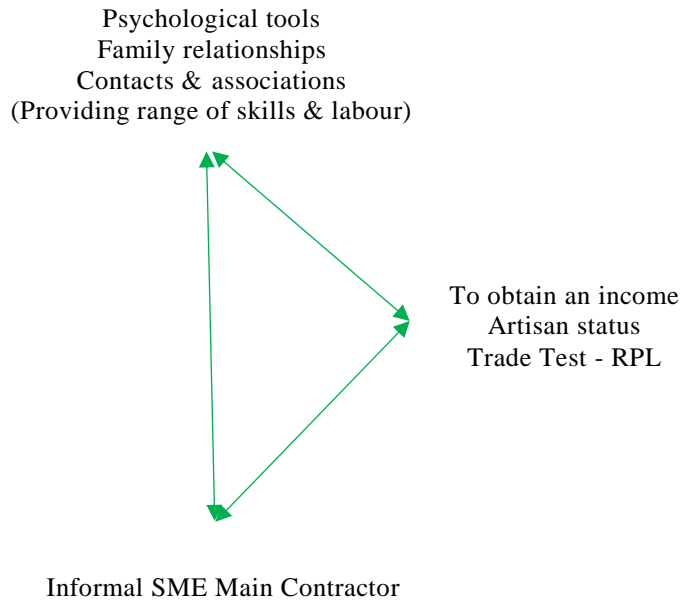 Psychological tools
Family relationships
Contacts & associations
(Providing range of skills & labour)
To obtain an income
Artisan status
Trade Test - RPL
Informal SME Main Contractor